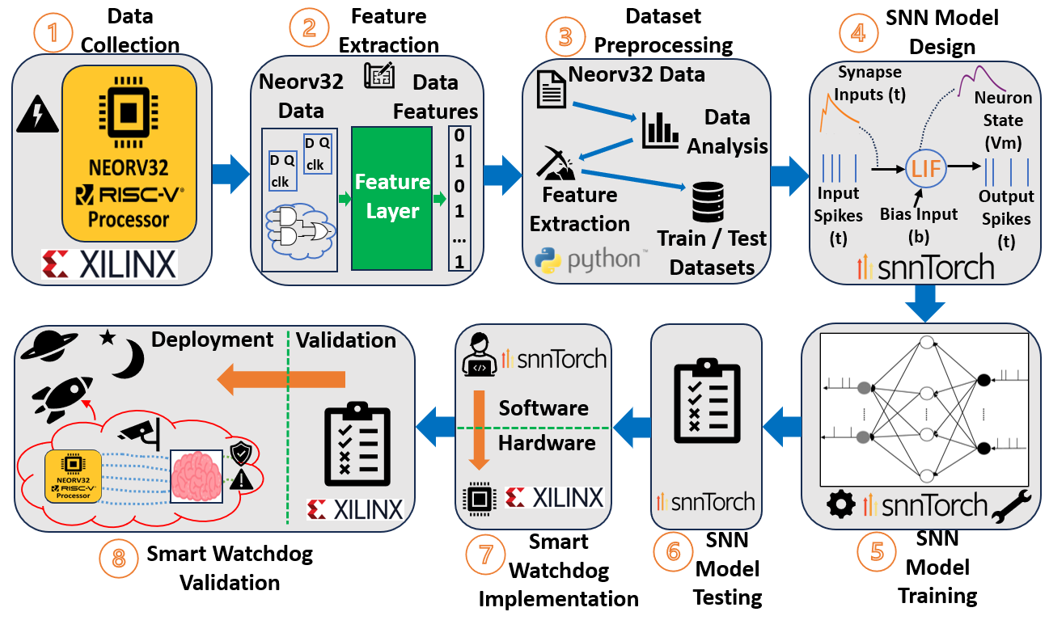 1 Data
Collection
NEORV32
RISC-V®
Processor
XILINX
2 Feature
Extraction
Neorv32
Data
Data
Features
D Q
clk
D Q
clk
Feature
Layer
0
1
0
1
...
1
3 Dataset
Preprocessing
Neorv32 Data
Data
Analysis
Feature
Extraction
Train / Test
Datasets
python™
4 SNN Model
Design
Synapse
Inputs (t)
Neuron
State
(Vm)
LIF
Input
Spikes
(t)
Bias Input
(b)
Output
Spikes
(t)
snnTorch
snnTorch
5 SNN
Model
Training
snnTorch
6 SNN
Model
Testing
snnTorch
Software
Hardware
XILINX
7 Smart
Watchdog
Implementation
Deployment
Validation
NEORV32
RISC-V®
Processor
XILINX
8 Smart Watchdog
Validation